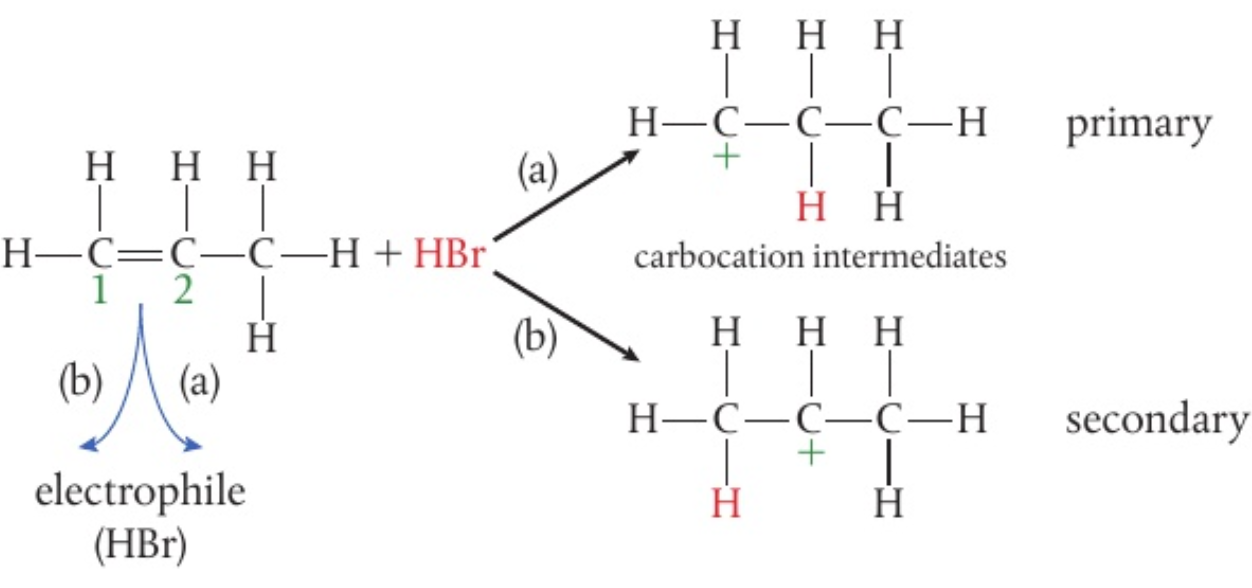 H H H
H—C—C—C—H primary
+
H H
(a)
H H H
H—C=C—C—H + HBr
1 2
H
carbocation intermediates
(b)
H H H
H—C—C—C—H secondary
+
H H
(b) (a)
electrophile
(HBr)